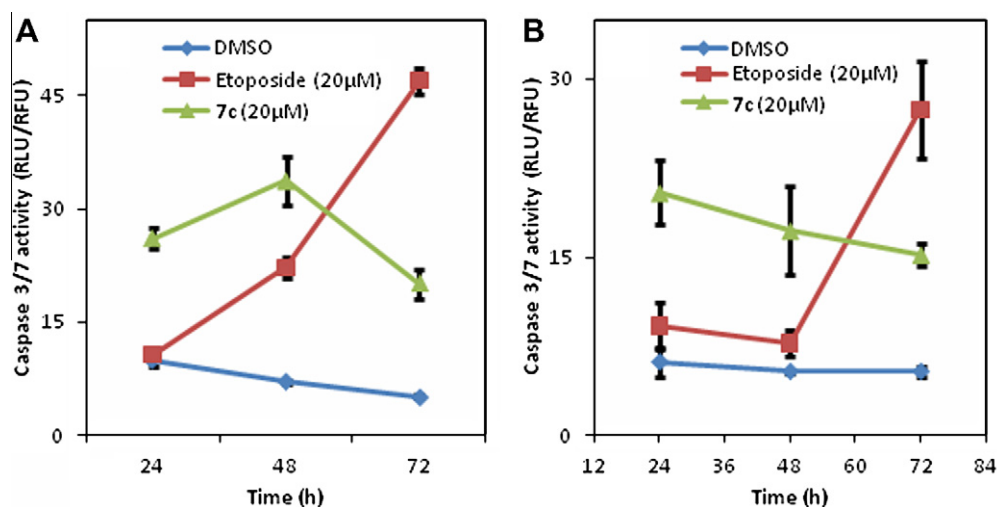 A
DMSO
Etoposide (20µM)
7c (20µM)
Caspase 3/7 activity (RLU/RFU)
45
30
15
0
24 48 72
Time (h)
B
DMSO
Etoposide (20µM)
7c (20µM)
Caspase 3/7 activity (RLU/RFU)
30
15
0
12 24 36 48 60 72 84
Time (h)